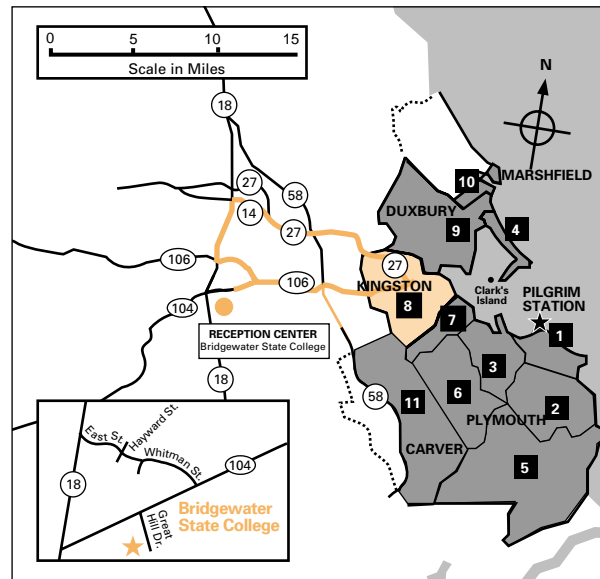 0 5 10 15
Scale in Miles
N
18
27
58
14
27
106
106
104
27
18
58
10
MARSHFIELD
DUXBURY
9
4
KINGSTON
8
Clark's
Island
PILGRIM
STATION
7
1
3
6
2
PLYMOUTH
11
CARVER
5
RECEPTION CENTER
Bridgewater State College
East St.
Hayward St.
Whitman St.
104
18
Bridgewater
State College
Great
Hill Dr.